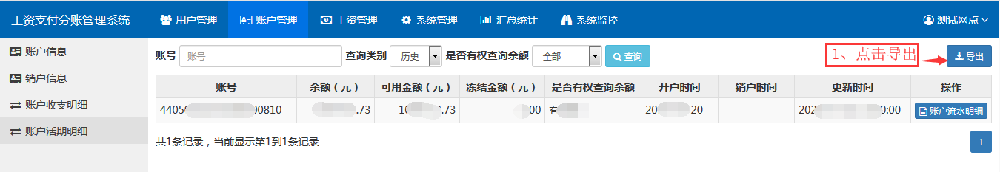 工资支付分账管理系统 用户管理 账户管理 工资管理 系统管理 汇总统计 系统监控 测试网点
账户信息
销户信息
账户收支明细
账户活期明细
账号 账号 查询类别 历史 是否有权查询余额 全部 查询 1、点击导出 导出
账号 余额（元） 可用金额（元） 冻结金额（元） 是否有权查询余额 开户时间 销户时间 更新时间 操作
4405 00810 .73 10 .73 00 有 20 20 202 0:00 账户流水明细
共1条记录，当前显示第1到1条记录 1